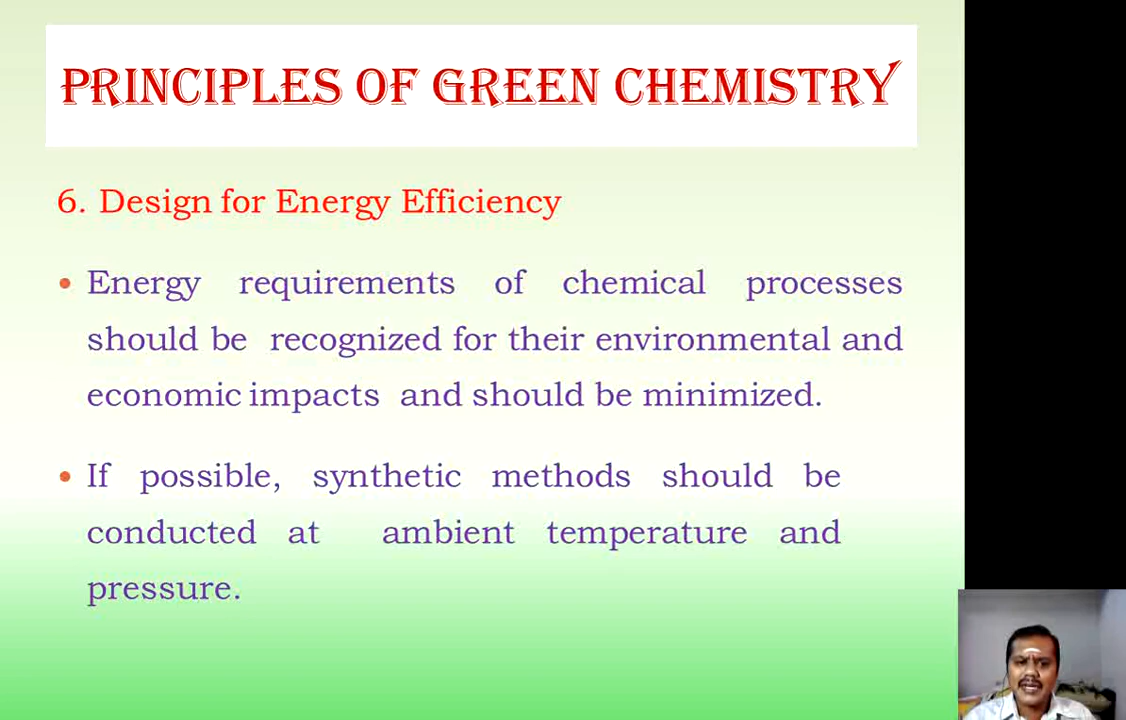 PRINCIPLES OF GREEN CHEMISTRY
6. Design for Energy Efficiency
• Energy requirements of chemical processes
should be recognized for their environmental and
economic impacts and should be minimized.
• If possible, synthetic methods should be
conducted at ambient temperature and
pressure.